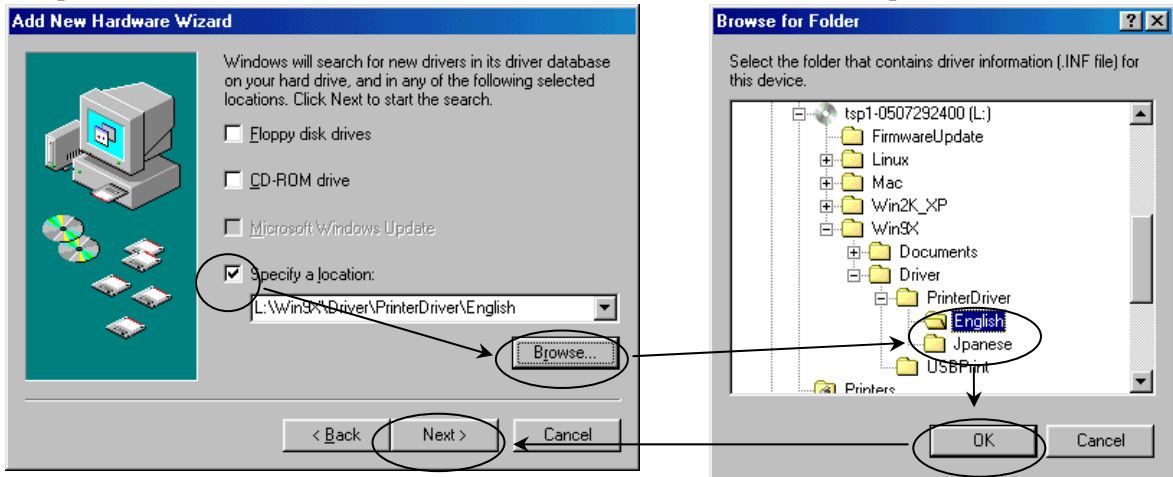 Add New Hardware Wizard
Windows will search for new drivers in its driver database
on your hard drive, and in any of the following selected
locations. Click Next to start the search.
Floppy disk drives
CD-ROM drive
Microsoft Windows Update
Specify a location:
L:\Win9X\Driver\PrinterDriver\English
Browse...
< Back
Next >
Cancel
Browse for Folder
Select the folder that contains driver information (.INF file) for
this device.
tsp1-0507292400 (L:)
FirmwareUpdate
Linux
Mac
Win2K_XP
Win9X
Documents
Driver
PrinterDriver
English
Jpanese
USBPrint
Printers
OK
Cancel